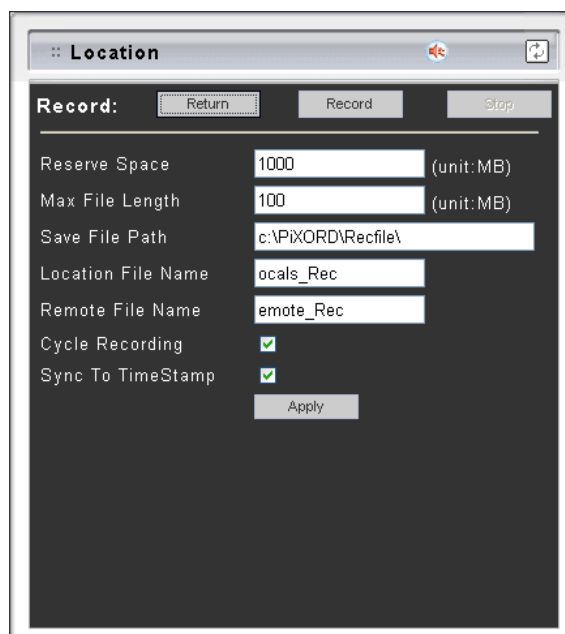 :: Location
Record: Return Record Stop
Reserve Space 1000 (unit:MB)
Max File Length 100 (unit:MB)
Save File Path c:\PiXORD\Recfile\
Location File Name ocals_Rec
Remote File Name emote_Rec
Cycle Recording
Sync To TimeStamp
Apply